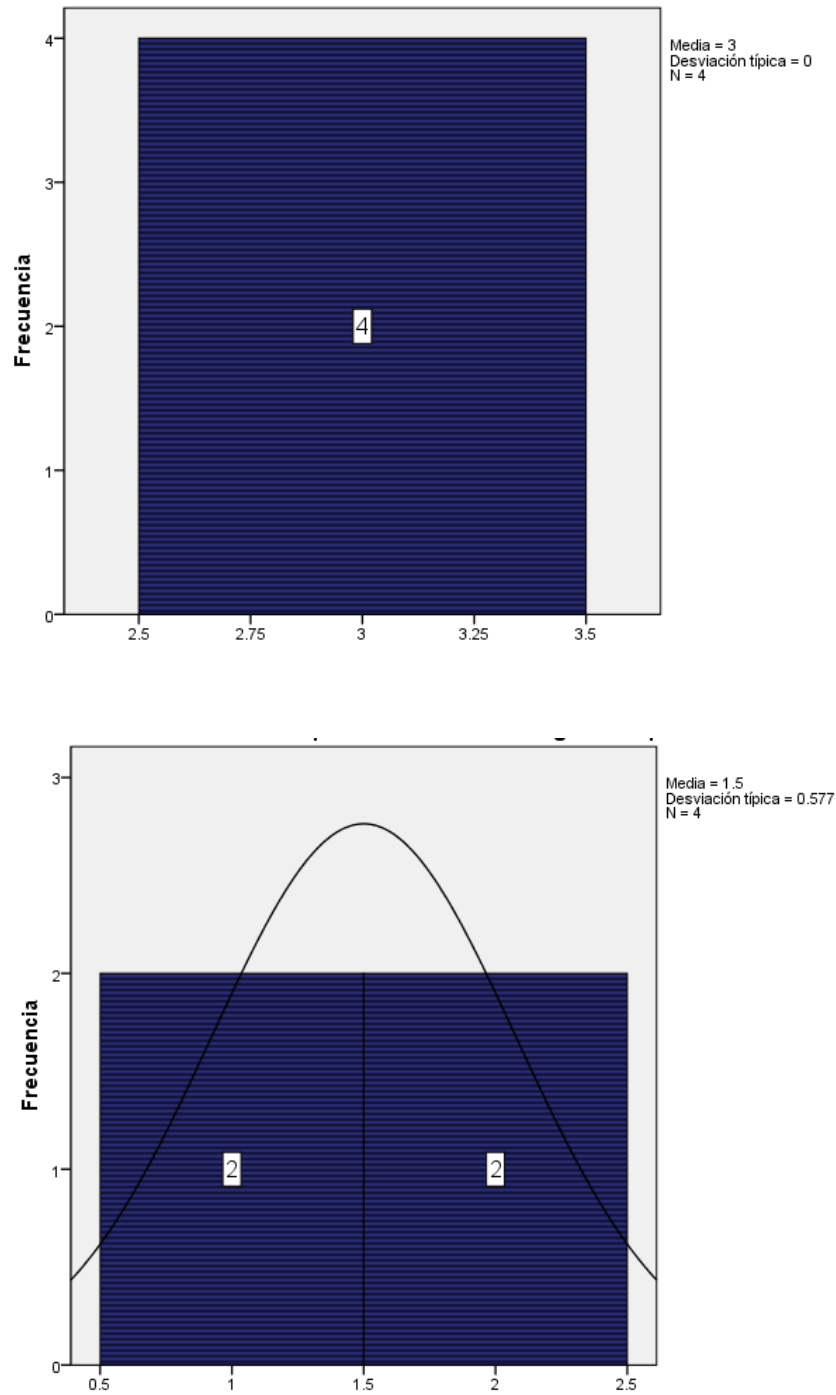 Media = 3
Desviación típica = 0
N = 4
Frecuencia
4
3
2
1
0
4
2.5
2.75
3
3.25
3.5
Media = 1.5
Desviación típica = 0.577
N = 4
Frecuencia
3
2
1
0
2
2
0.5
1
1.5
2
2.5